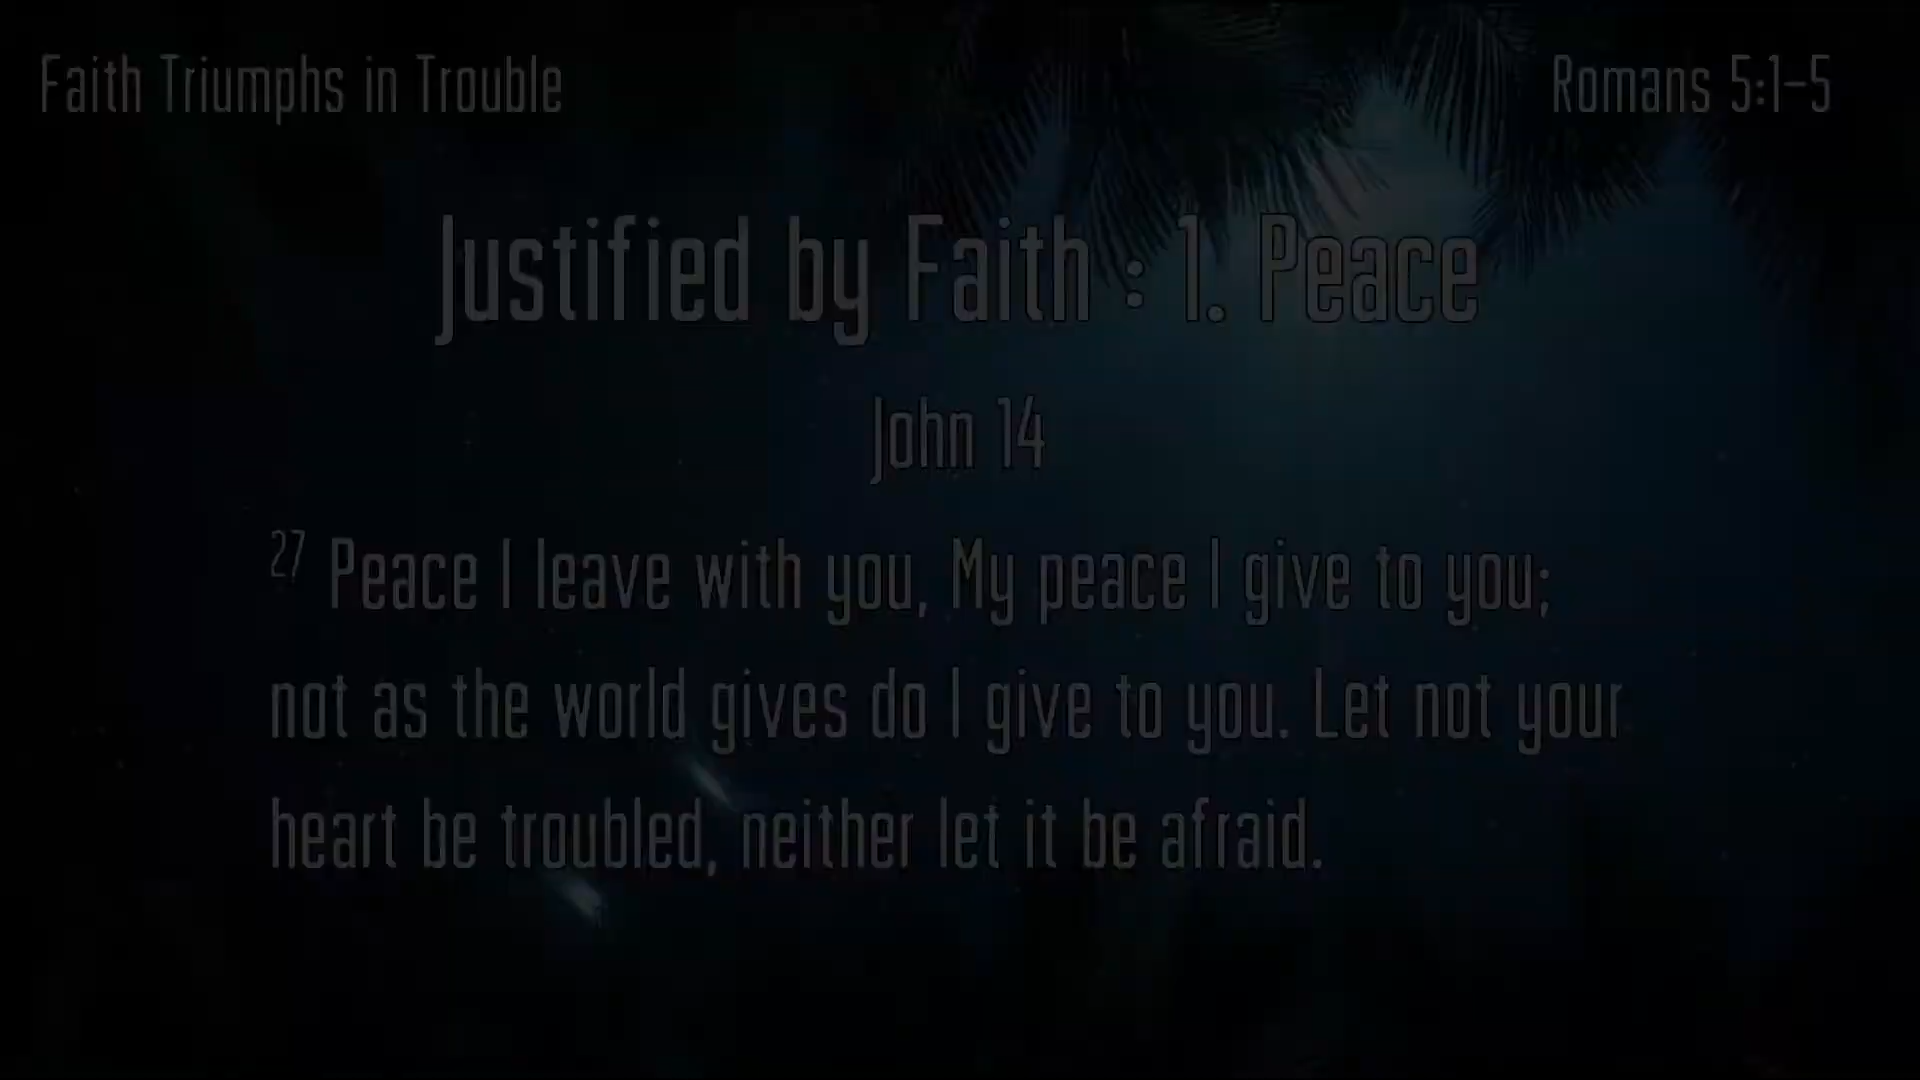 Faith Triumphs in Trouble
Romans 5:1-5
Justified by Faith : 1. Peace
John 14
27 Peace I leave with you, My peace I give to you;
not as the world gives do I give to you. Let not your
heart be troubled, neither let it be afraid.